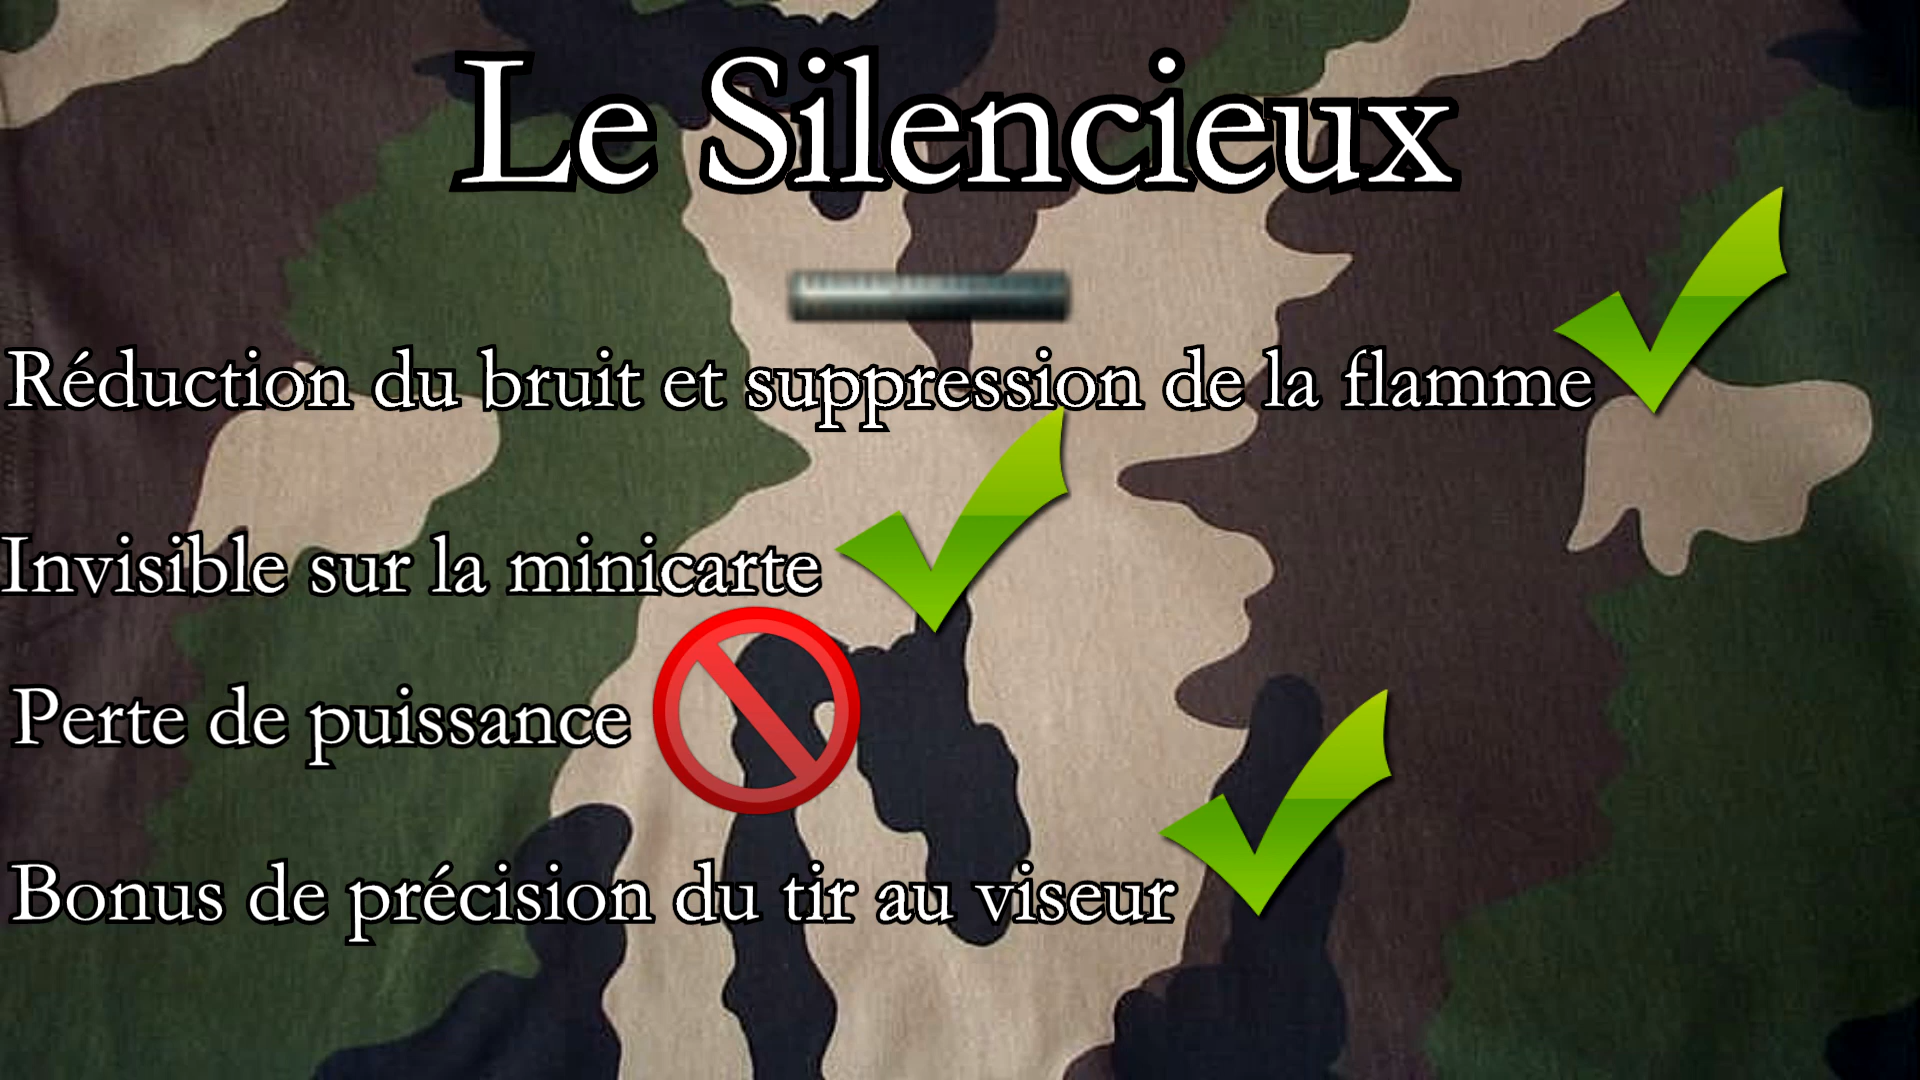 Le Silencieux
Réduction du bruit et suppression de la flamme
Invisible sur la minicarte
Perte de puissance
Bonus de précision du tir au viseur